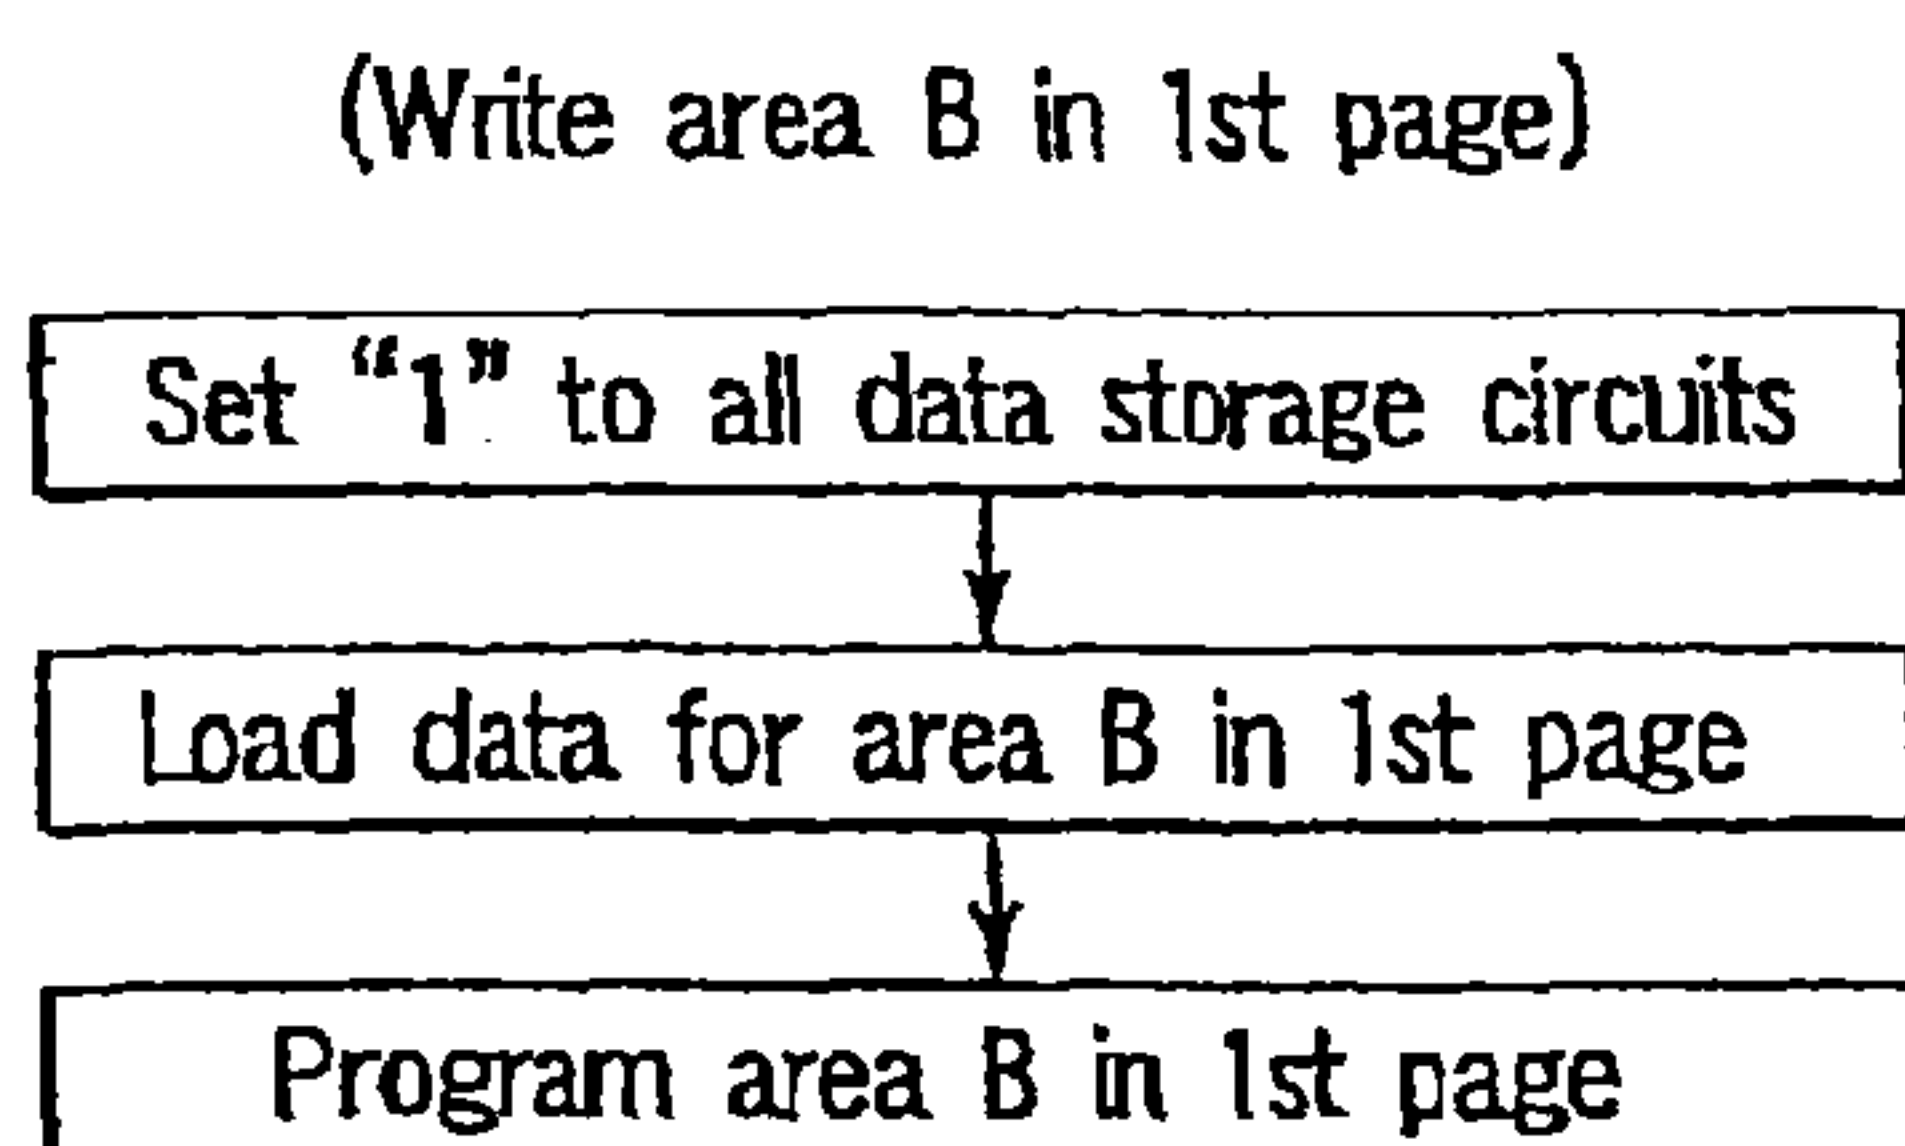 (Write area B in 1st page)
Set “1” to all data storage circuits
Load data for area B in 1st page
Program area B in 1st page